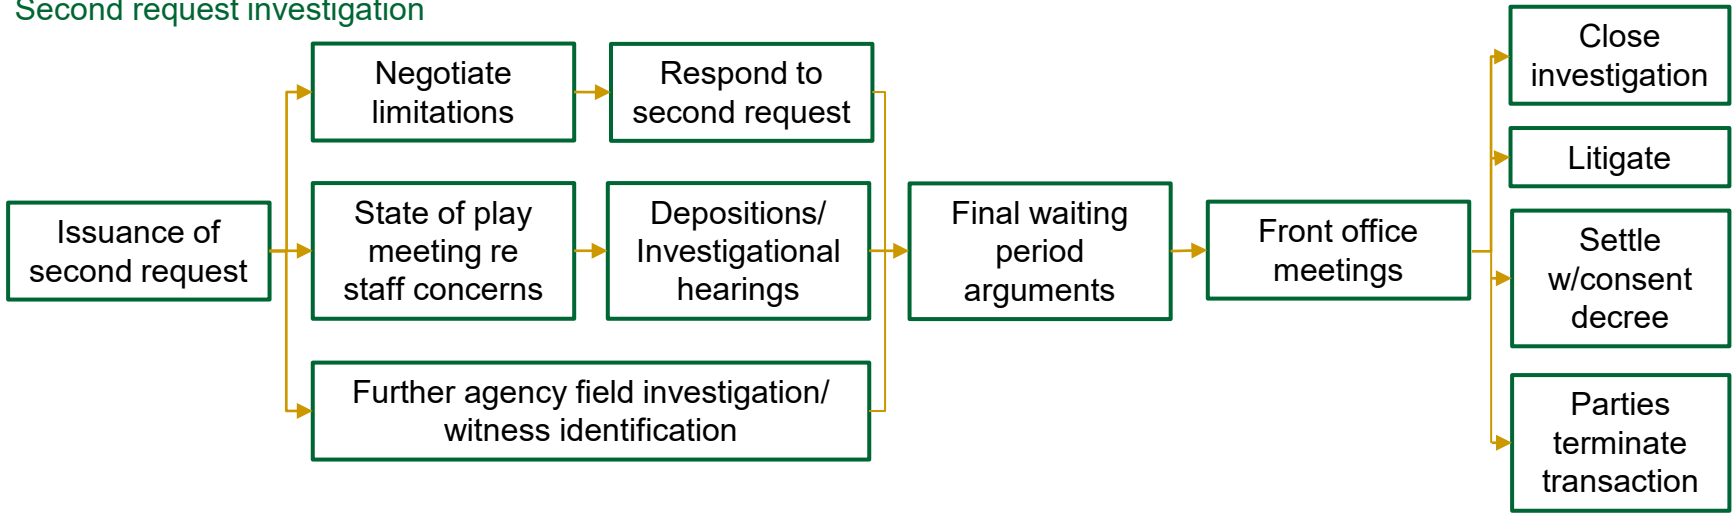 Second request investigation
Issuance of
second request
Negotiate
limitations
Respond to
second request
State of play
meeting re
staff concerns
Depositions/
Investigational
hearings
Further agency field investigation/
witness identification
Final waiting
period
arguments
Front office
meetings
Close
investigation
Litigate
Settle
w/consent
decree
Parties
terminate
transaction